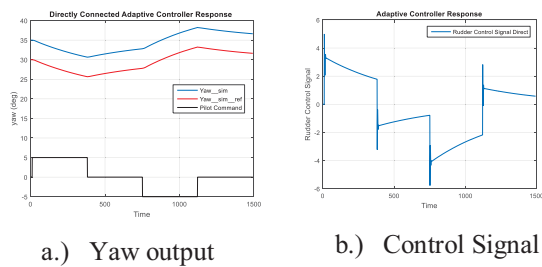 Directly Connected Adaptive Controller Response
40
35
30
25
20
15
10
5
0
-5
yaw (deg)
Yaw__sim
Yaw__sim__ref
Pilot Command
0
500
1000
1500
Time
a.) Yaw output
Adaptive Controller Response
6
4
2
0
-2
-4
-6
Rudder Control Signal
Rudder Control Signal Direct
0
500
1000
1500
Time
b.) Control Signal